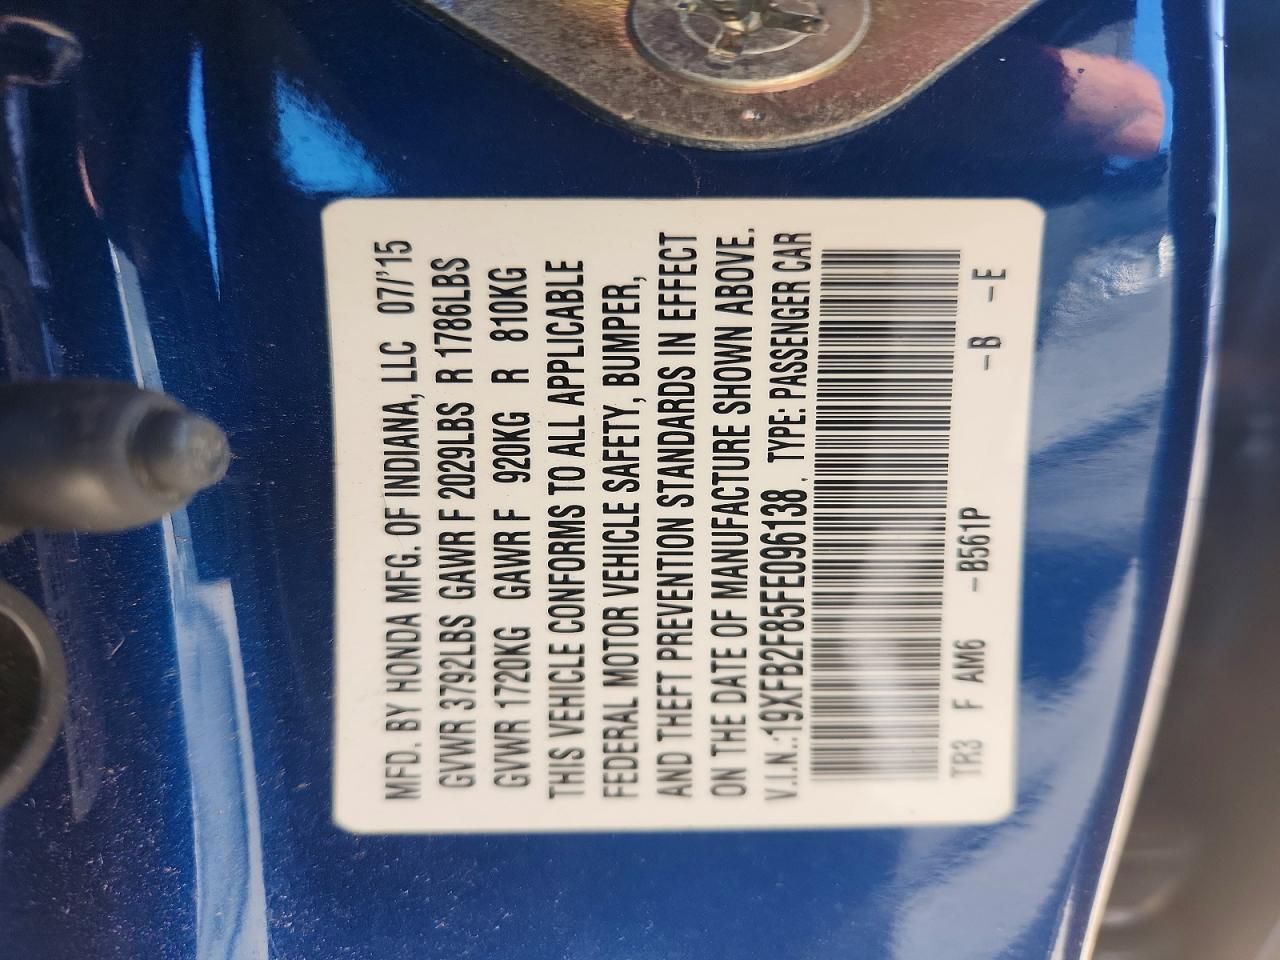 MFD. BY HONDA MFG. OF INDIANA, LLC 07/'15
GVWR 3792LBS GAWR F 2029LBS R 1786LBS
GVWR 1720KG GAWR F 920KG R 810KG
THIS VEHICLE CONFORMS TO ALL APPLICABLE
FEDERAL MOTOR VEHICLE SAFETY, BUMPER,
AND THEFT PREVENTION STANDARDS IN EFFECT
ON THE DATE OF MANUFACTURE SHOWN ABOVE.
V.I.N.:19XFB2F85FE096138. TYPE: PASSENGER CAR
TR3 F AM6 -B561P -B -E